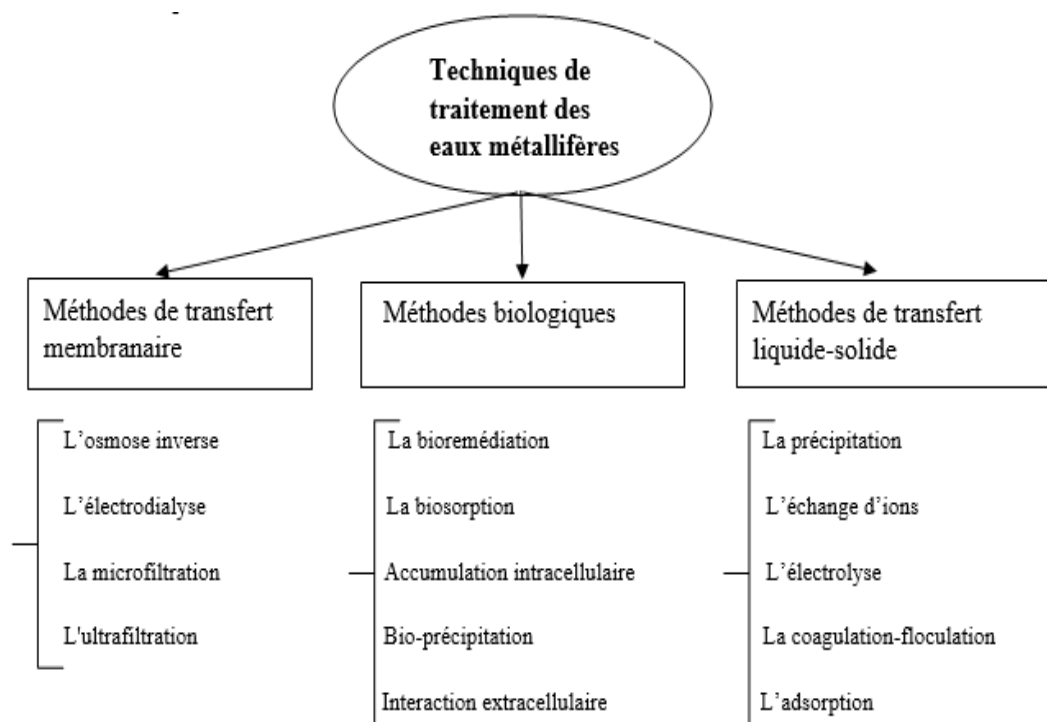 Techniques de
traitement des
eaux métallifères
Méthodes de transfert
membranaire
Méthodes biologiques
Méthodes de transfert
liquide-solide
L’osmose inverse
L’électrodialyse
La microfiltration
L'ultrafiltration
La bioremédiation
La biosorption
Accumulation intracellulaire
Bio-précipitation
Interaction extracellulaire
La précipitation
L’échange d’ions
L’électrolyse
La coagulation-floculation
L’adsorption